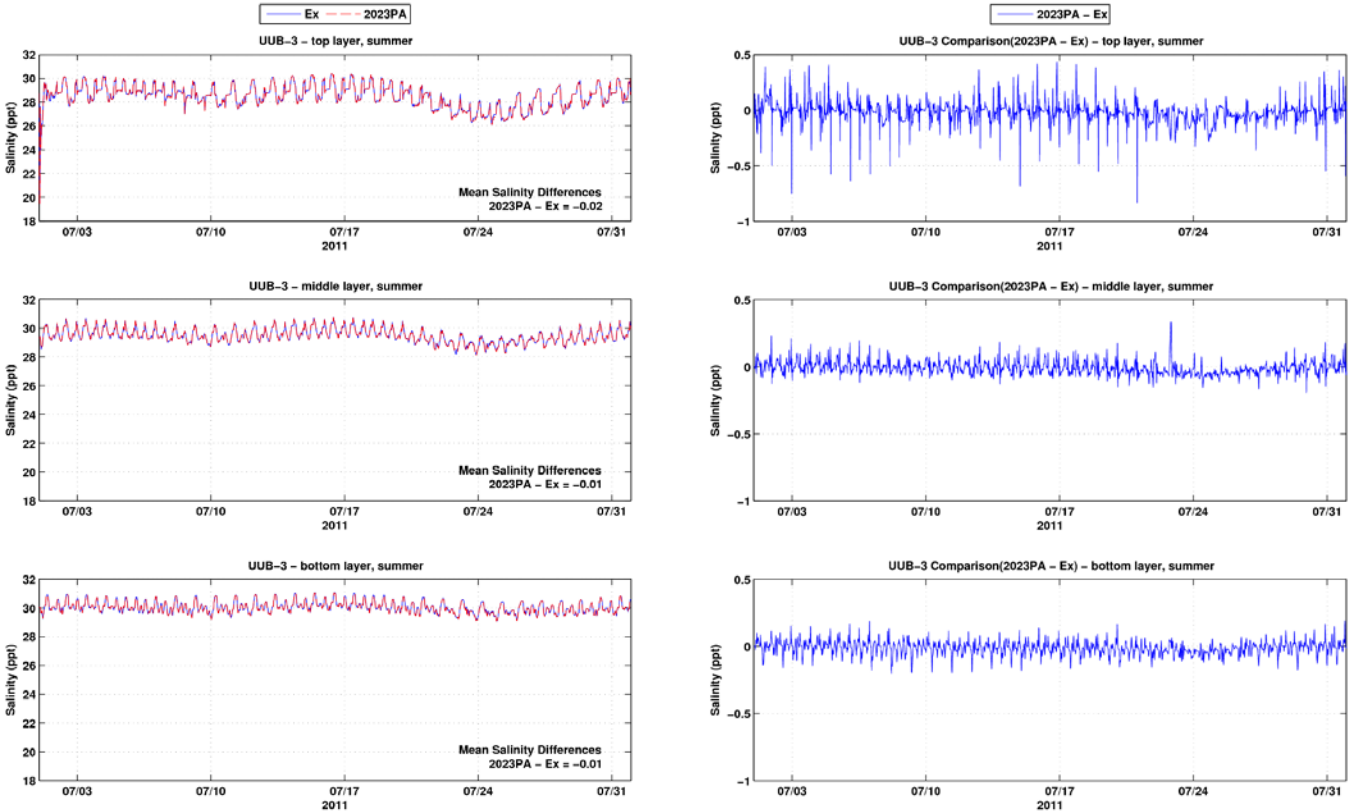 Ex 2023PA
UUB−3 − top layer, summer
32
30
28
26
24
22
20
18
Salinity (ppt)
Mean Salinity Differences
2023PA − Ex = −0.02
07/03 07/10 07/17 07/24 07/31
2011
2023PA − Ex
UUB−3 Comparison(2023PA − Ex) − top layer, summer
0.5
0
−0.5
−1
Salinity (ppt)
07/03 07/10 07/17 07/24 07/31
2011
UUB−3 − middle layer, summer
32
30
28
26
24
22
20
18
Salinity (ppt)
Mean Salinity Differences
2023PA − Ex = −0.01
07/03 07/10 07/17 07/24 07/31
2011
UUB−3 Comparison(2023PA − Ex) − middle layer, summer
0.5
0
−0.5
−1
Salinity (ppt)
07/03 07/10 07/17 07/24 07/31
2011
UUB−3 − bottom layer, summer
32
30
28
26
24
22
20
18
Salinity (ppt)
Mean Salinity Differences
2023PA − Ex = −0.01
07/03 07/10 07/17 07/24 07/31
2011
UUB−3 Comparison(2023PA − Ex) − bottom layer, summer
0.5
0
−0.5
−1
Salinity (ppt)
07/03 07/10 07/17 07/24 07/31
2011